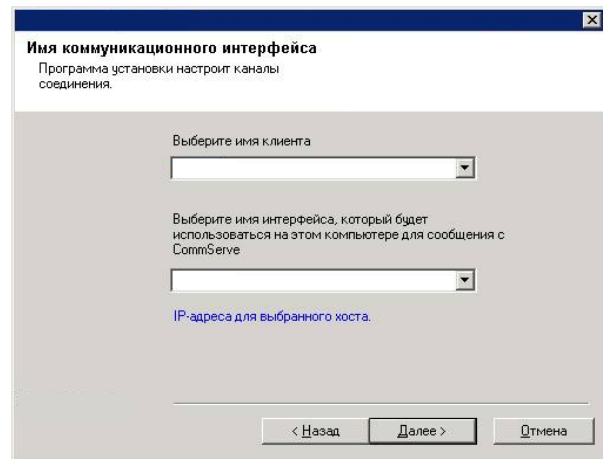 Имя коммуникационного интерфейса
Программа установки настроит каналы
соединения.
Выберите имя клиента
Выберите имя интерфейса, который будет
использоваться на этом компьютере для сообщения с
CommServe
IP-адреса для выбранного хоста.
< Назад
Далее >
Отмена